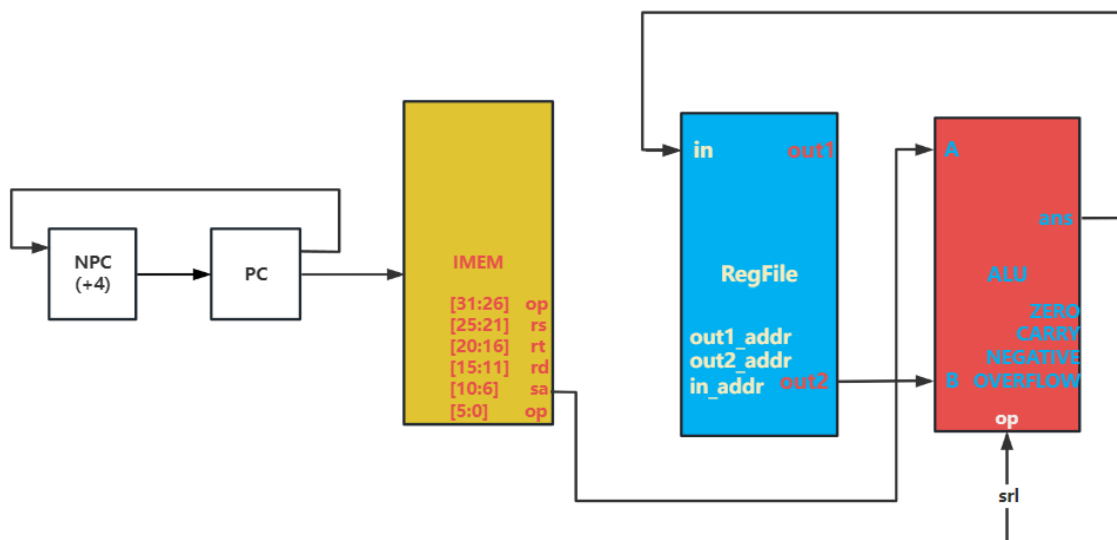 NPC
(+4)
PC
IMEM
[31:26] op
[25:21] rs
[20:16] rt
[15:11] rd
[10:6] sa
[5:0] op
in
out1
RegFile
out1_addr
out2_addr
in_addr
out2
A
ans
ALU
ZERO
CARRY
NEGATIVE
B OVERFLOW
op
srl